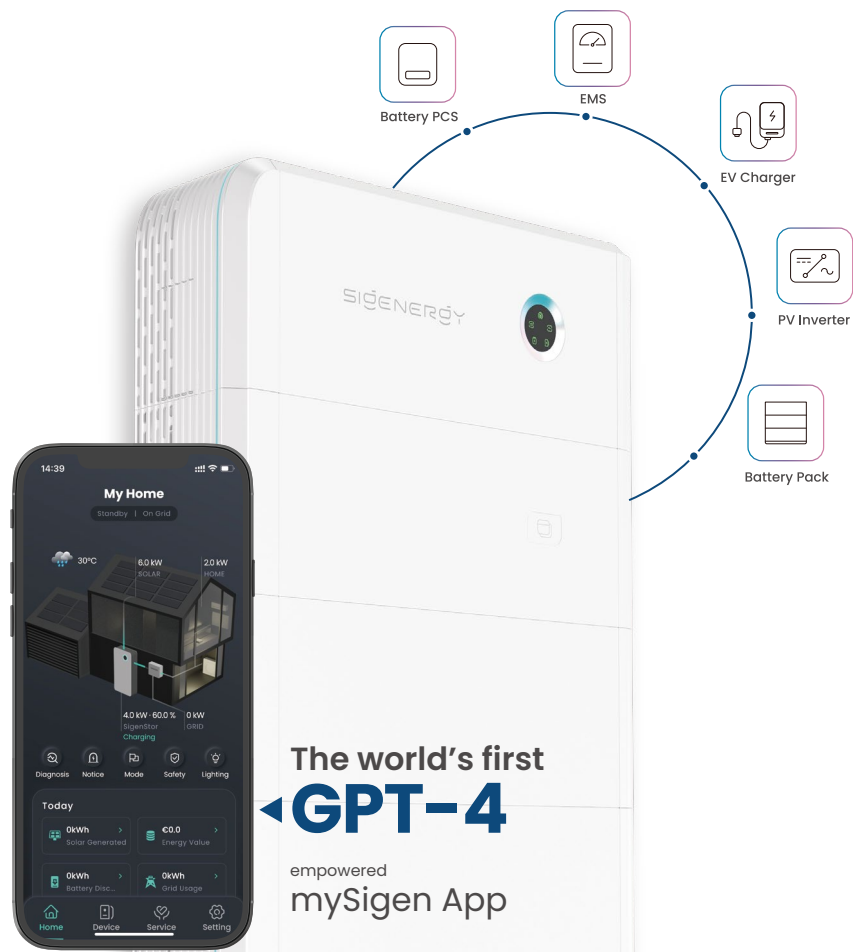 Battery PCS
EMS
EV Charger
PV Inverter
Battery Pack
SIGENERGY
14:39
My Home
Standby | On Grid
30°C
6.0 kW
SOLAR
2.0 kW
HOME
4.0 kW · 60.0 %
SigenStor
Charging
0 kW
GRID
Diagnosis
Notice
Mode
Safety
Lighting
Today
0kWh
Solar Generated
€0.0
Energy Value
0kWh
Battery Disc...
0kWh
Grid Usage
Home
Device
Service
Setting
The world's first
GPT-4
empowered
mySigen App